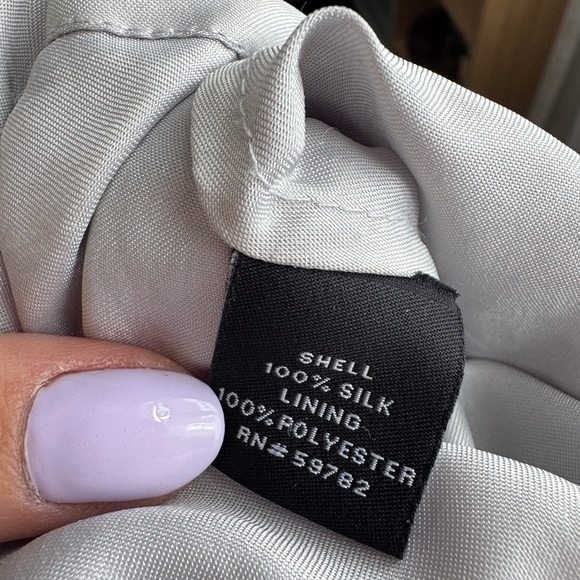 SHELL
100% SILK
LINING
100% POLYESTER
RN# 59782